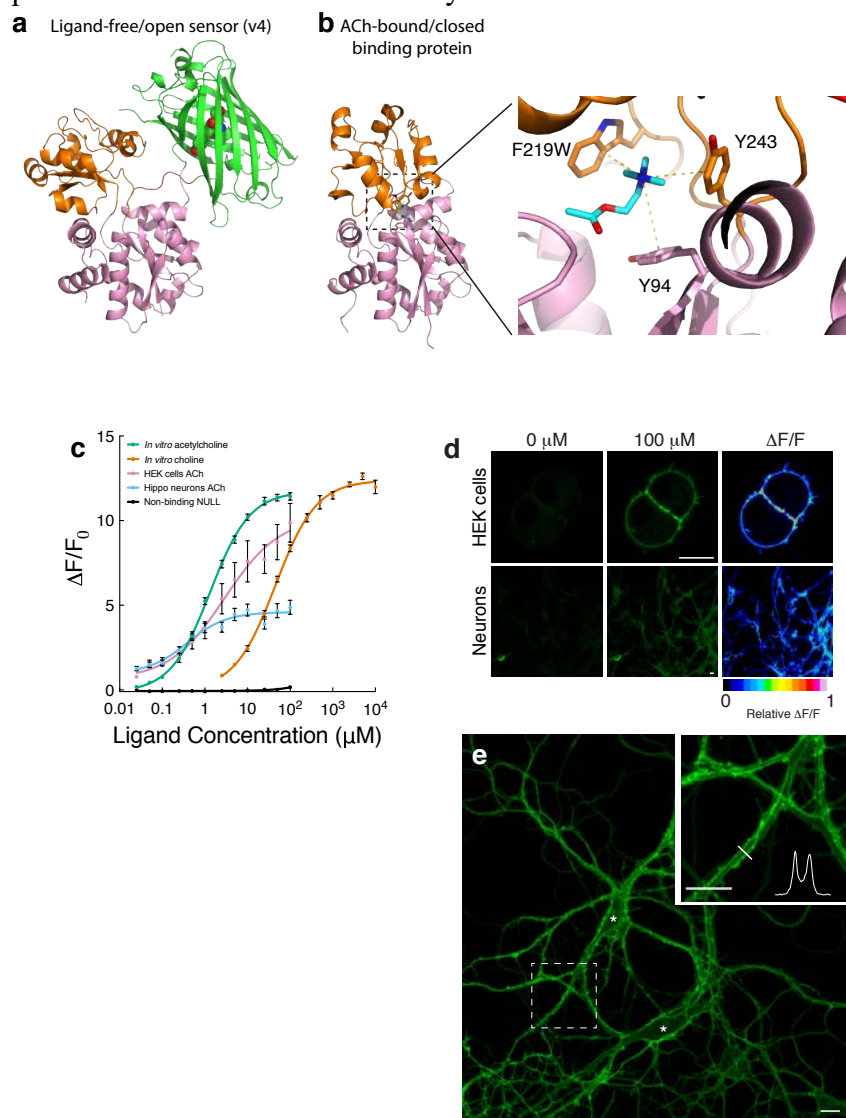 a Ligand-free/open sensor (v4)
b ACh-bound/closed
binding protein
F219W
Y243
Y94
c
15
10
5
0
ΔF/F0
In vitro acetylcholine
In vitro choline
HEK cells ACh
Hippo neurons ACh
Non-binding NULL
0.01 0.1 1 10 10² 10³ 10⁴
Ligand Concentration (μM)
d
0 μM 100 μM ΔF/F
HEK cells
Neurons
0 1
Relative ΔF/F
e
*
*